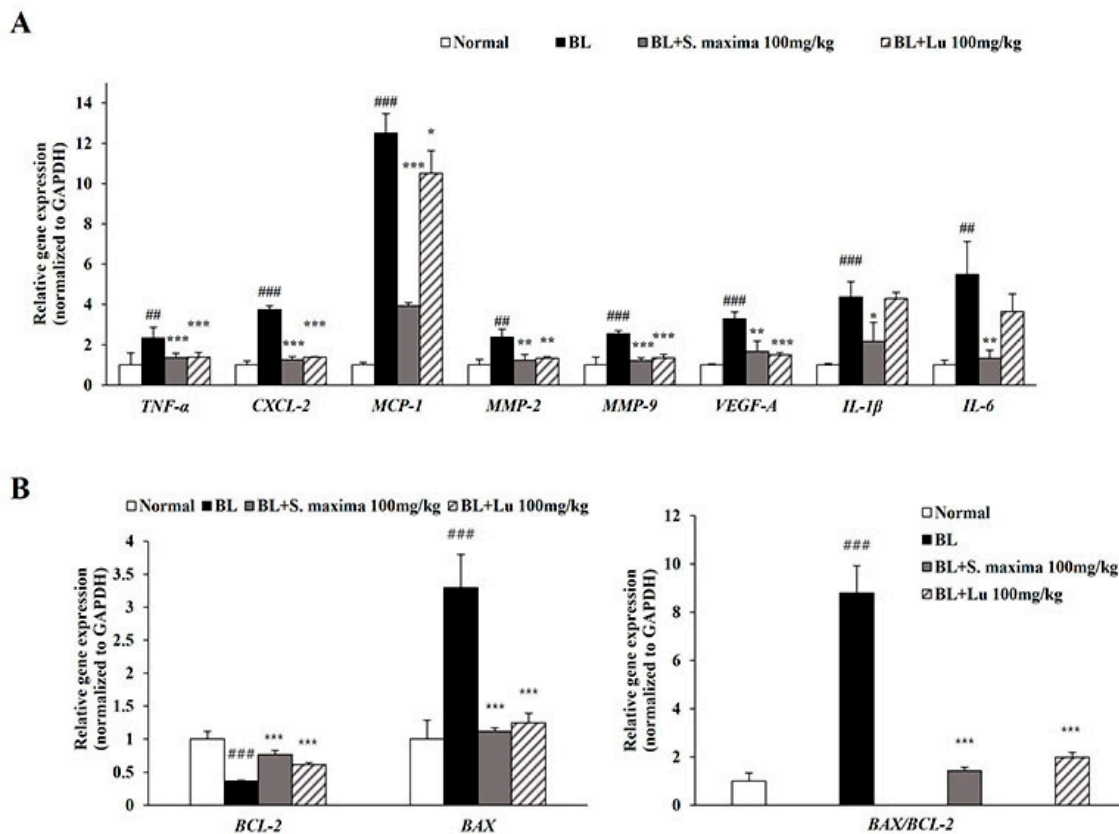 A
Normal BL BL+S. maxima 100mg/kg BL+Lu 100mg/kg
Relative gene expression
(normalized to GAPDH)
14
12
10
8
6
4
2
0
## *** ***
### *** ***
### *** *
## ** **
### *** ***
### ** ***
### *
## **
TNF-α CXCL-2 MCP-1 MMP-2 MMP-9 VEGF-A IL-1β IL-6
B
Normal BL BL+S. maxima 100mg/kg BL+Lu 100mg/kg
Relative gene expression
(normalized to GAPDH)
4
3.5
3
2.5
2
1.5
1
0.5
0
### *** ***
### *** ***
BCL-2 BAX
Normal
BL
BL+S. maxima 100mg/kg
BL+Lu 100mg/kg
Relative gene expression
(normalized to GAPDH)
12
10
8
6
4
2
0
### *** ***
BAX/BCL-2